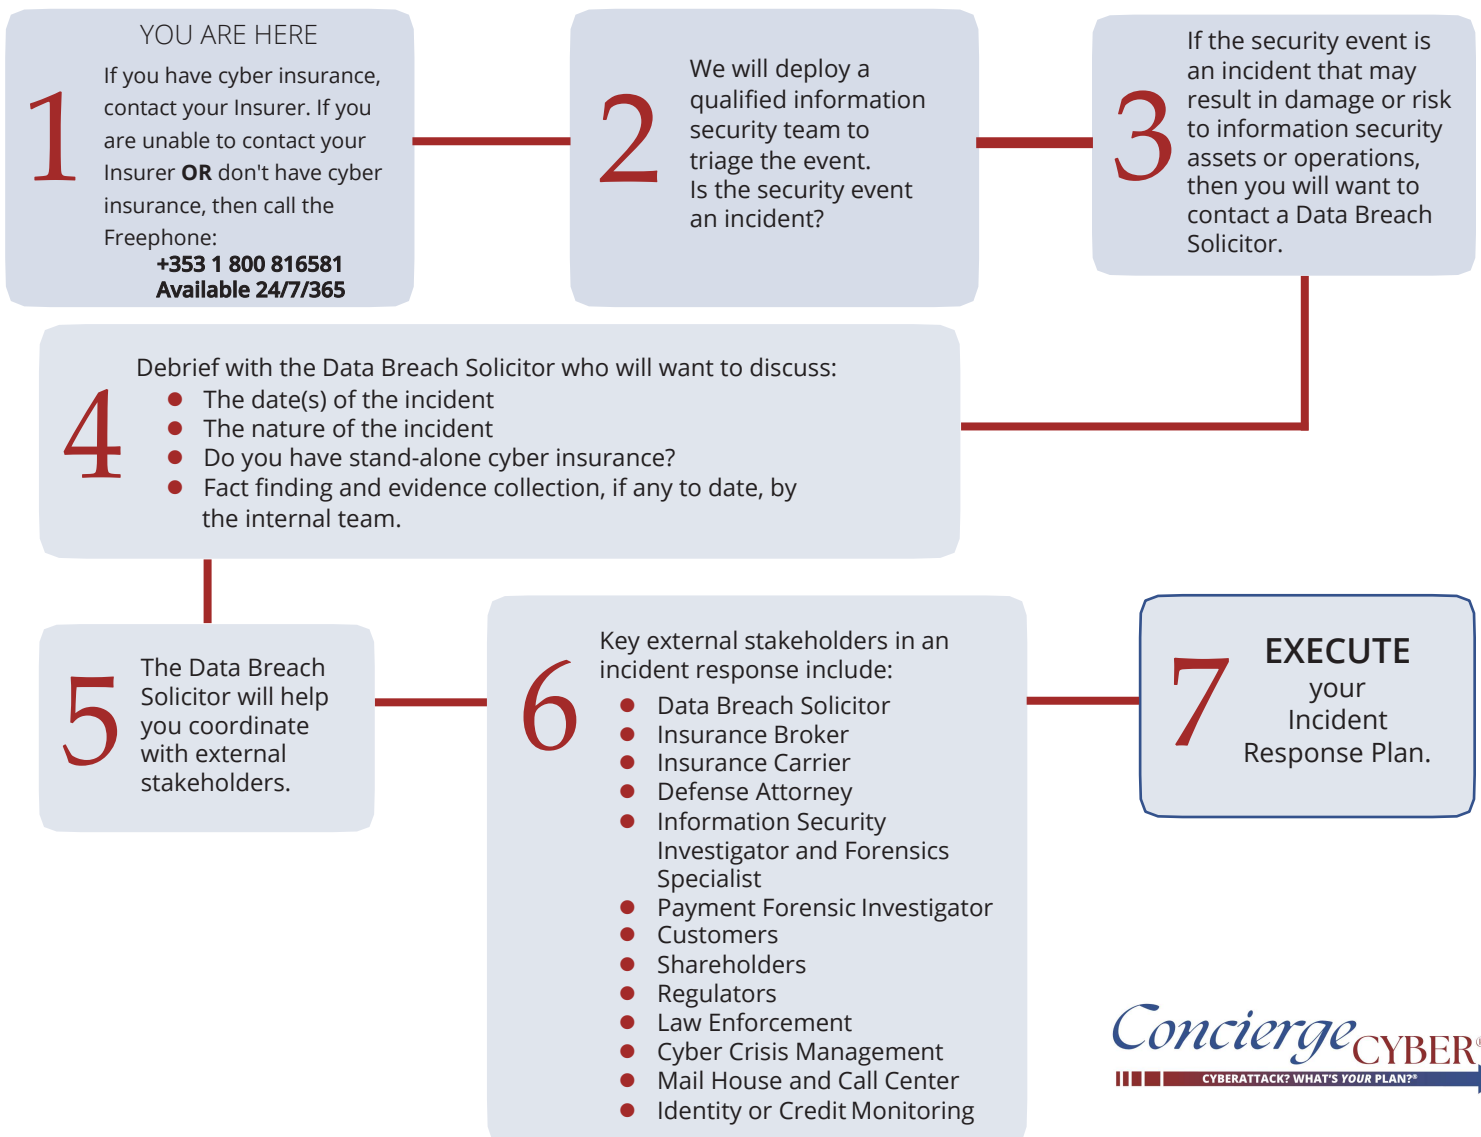 YOU ARE HERE
1
If you have cyber insurance,
contact your Insurer. If you
are unable to contact your
Insurer OR don't have cyber
insurance, then call the
Freephone:
+353 1 800 816581
Available 24/7/365
2
We will deploy a
qualified information
security team to
triage the event.
Is the security event
an incident?
3
If the security event is
an incident that may
result in damage or risk
to information security
assets or operations,
then you will want to
contact a Data Breach
Solicitor.
4
Debrief with the Data Breach Solicitor who will want to discuss:
● The date(s) of the incident
● The nature of the incident
● Do you have stand-alone cyber insurance?
● Fact finding and evidence collection, if any to date, by
the internal team.
5
The Data Breach
Solicitor will help
you coordinate
with external
stakeholders.
6
Key external stakeholders in an
incident response include:
● Data Breach Solicitor
● Insurance Broker
● Insurance Carrier
● Defense Attorney
● Information Security
Investigator and Forensics
Specialist
● Payment Forensic Investigator
● Customers
● Shareholders
● Regulators
● Law Enforcement
● Cyber Crisis Management
● Mail House and Call Center
● Identity or Credit Monitoring
7
EXECUTE
your
Incident
Response Plan.
Concierge CYBER®
CYBERATTACK? WHAT'S YOUR PLAN?®